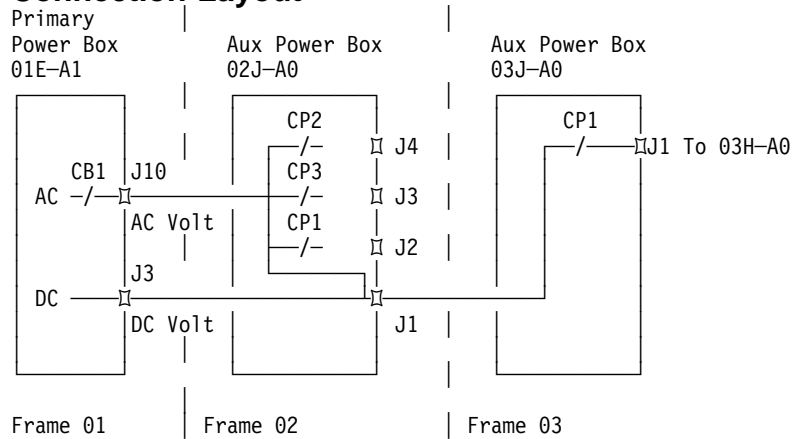 Connection Layout
Primary
Power Box Aux Power Box Aux Power Box
01E—A1 02J—A0 03J—A0
CP2 CP1
J4 J1 To 03H—A0
CB1 J10 CP3
AC J3
AC Volt CP1
J2
J3
DC
DC Volt J1
Frame 01 Frame 02 Frame 03